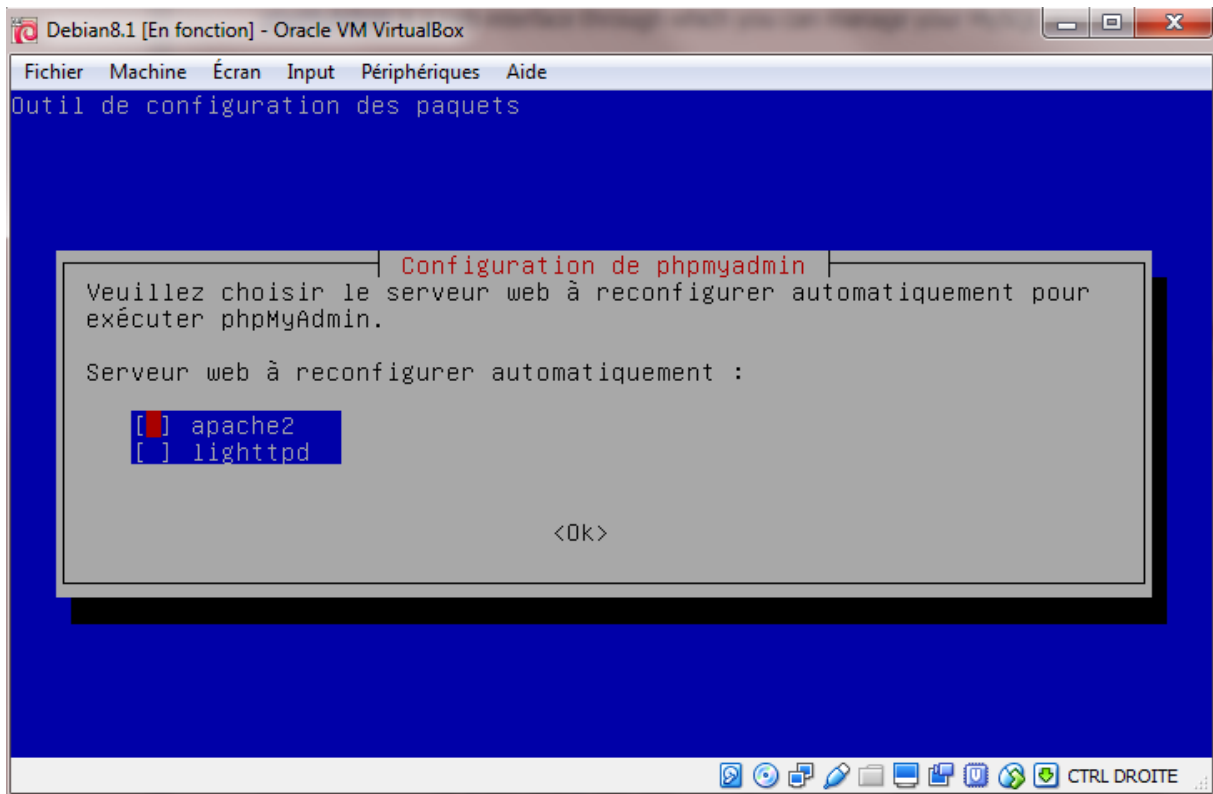 Debian8.1 [En fonction] - Oracle VM VirtualBox
Fichier Machine Écran Input Périphériques Aide
Outil de configuration des paquets
Configuration de phpmyadmin
Veuillez choisir le serveur web à reconfigurer automatiquement pour
exécuter phpMyAdmin.
Serveur web à reconfigurer automatiquement :
[ ] apache2
[ ] lighttpd
<Ok>
CTRL DROITE